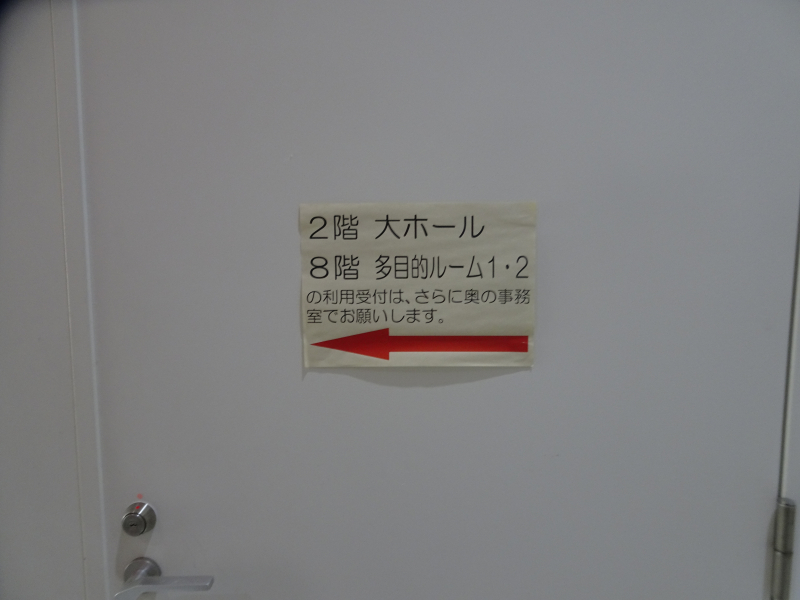 2階 大ホール
8階 多目的ルーム1・2
の利用受付は、さらに奥の事務
室でお願いします。